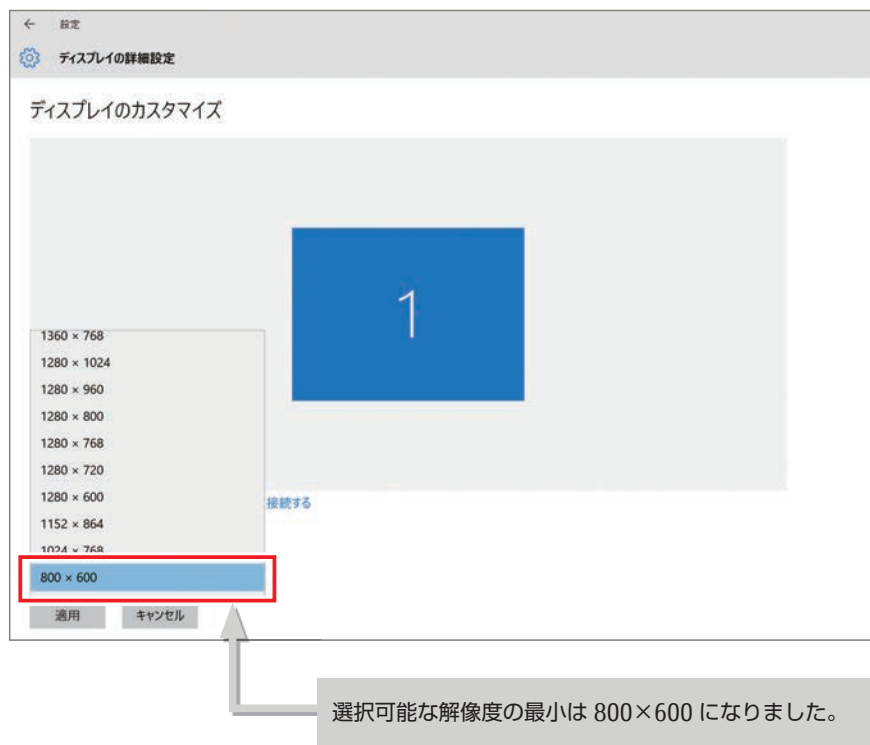 ← 設定
ディスプレイの詳細設定
ディスプレイのカスタマイズ
1
1360 × 768
1280 × 1024
1280 × 960
1280 × 800
1280 × 768
1280 × 720
1280 × 600
接続する
1152 × 864
1024 × 768
800 × 600
適用 キャンセル
選択可能な解像度の最小は 800×600 になりました。